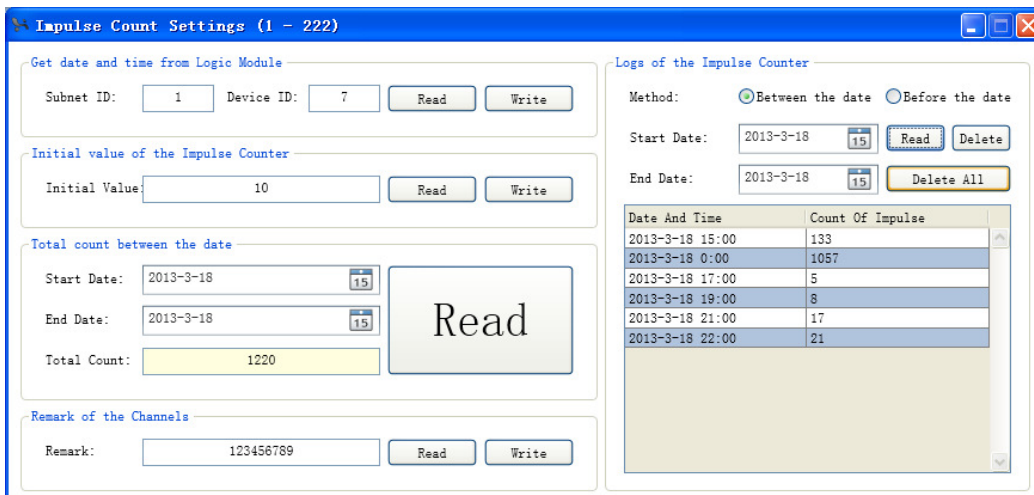 Impulse Count Settings (1 - 222)
Get date and time from Logic Module
Subnet ID: 1 Device ID: 7 Read Write
Initial value of the Impulse Counter
Initial Value: 10 Read Write
Total count between the date
Start Date: 2013-3-18 15
End Date: 2013-3-18 15
Read
Total Count: 1220
Remark of the Channels
Remark: 123456789 Read Write
Logs of the Impulse Counter
Method: Between the date Before the date
Start Date: 2013-3-18 15 Read Delete
End Date: 2013-3-18 15 Delete All
Date And Time Count Of Impulse
2013-3-18 15:00 133
2013-3-18 0:00 1057
2013-3-18 17:00 5
2013-3-18 19:00 8
2013-3-18 21:00 17
2013-3-18 22:00 21